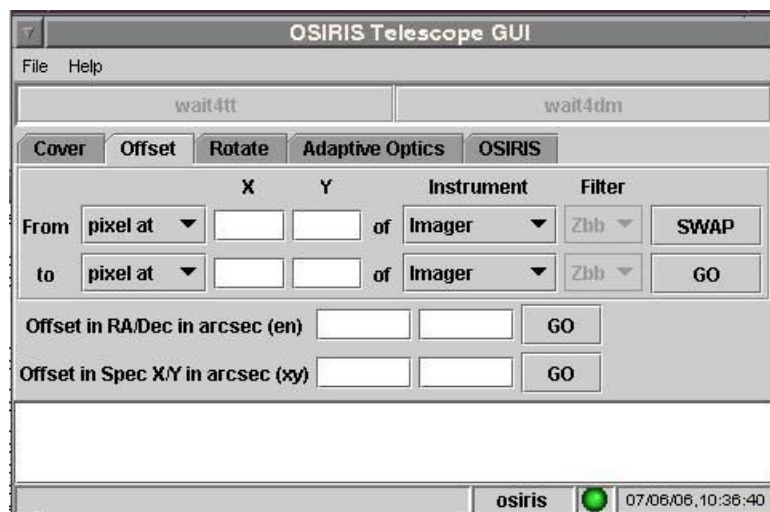 OSIRIS Telescope GUI
File Help
wait4tt wait4dm
Cover Offset Rotate Adaptive Optics OSIRIS
X Y Instrument Filter
From pixel at of Imager Zbb SWAP
to pixel at of Imager Zbb GO
Offset in RA/Dec in arcsec (en) GO
Offset in Spec X/Y in arcsec (xy) GO
osiris 07/06/06,10:36:40